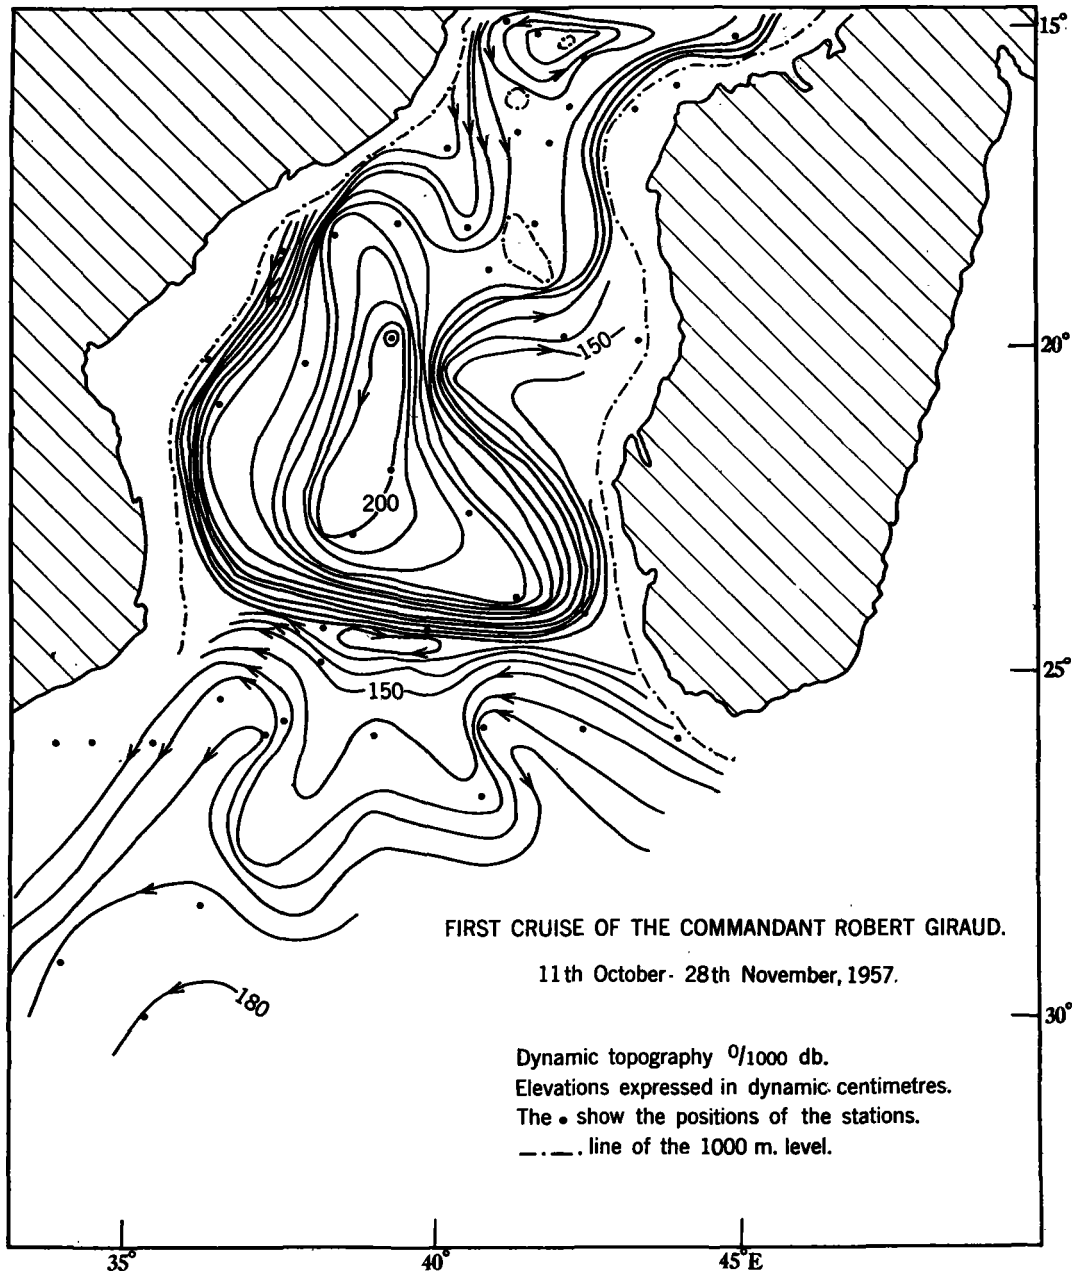 15°
20°
150
200
25°
150
FIRST CRUISE OF THE COMMANDANT ROBERT GIRAUD.
11th October - 28th November, 1957.
180
30°
Dynamic topography 0/1000 db.
Elevations expressed in dynamic centimetres.
The • show the positions of the stations.
_._. line of the 1000 m. level.
35° 40° 45°E